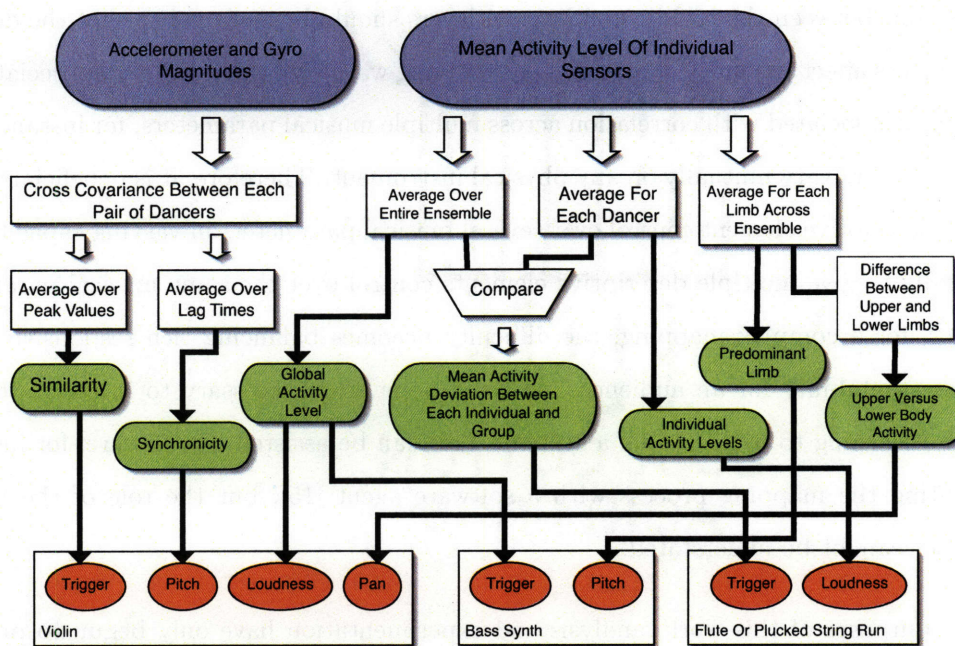 Accelerometer and Gyro
Magnitudes
Mean Activity Level Of Individual
Sensors
Cross Covariance Between Each
Pair of Dancers
Average Over
Entire Ensemble
Average For
Each Dancer
Average For Each
Limb Across
Ensemble
Average Over
Peak Values
Average Over
Lag Times
Compare
Difference
Between
Upper and
Lower Limbs
Similarity
Synchronicity
Global Activity
Level
Mean Activity
Deviation Between
Each Individual and
Group
Individual
Activity Levels
Predominant
Limb
Upper Versus
Lower Body
Activity
Trigger
Pitch
Loudness
Pan
Violin
Trigger
Pitch
Bass Synth
Trigger
Loudness
Flute Or Plucked String Run